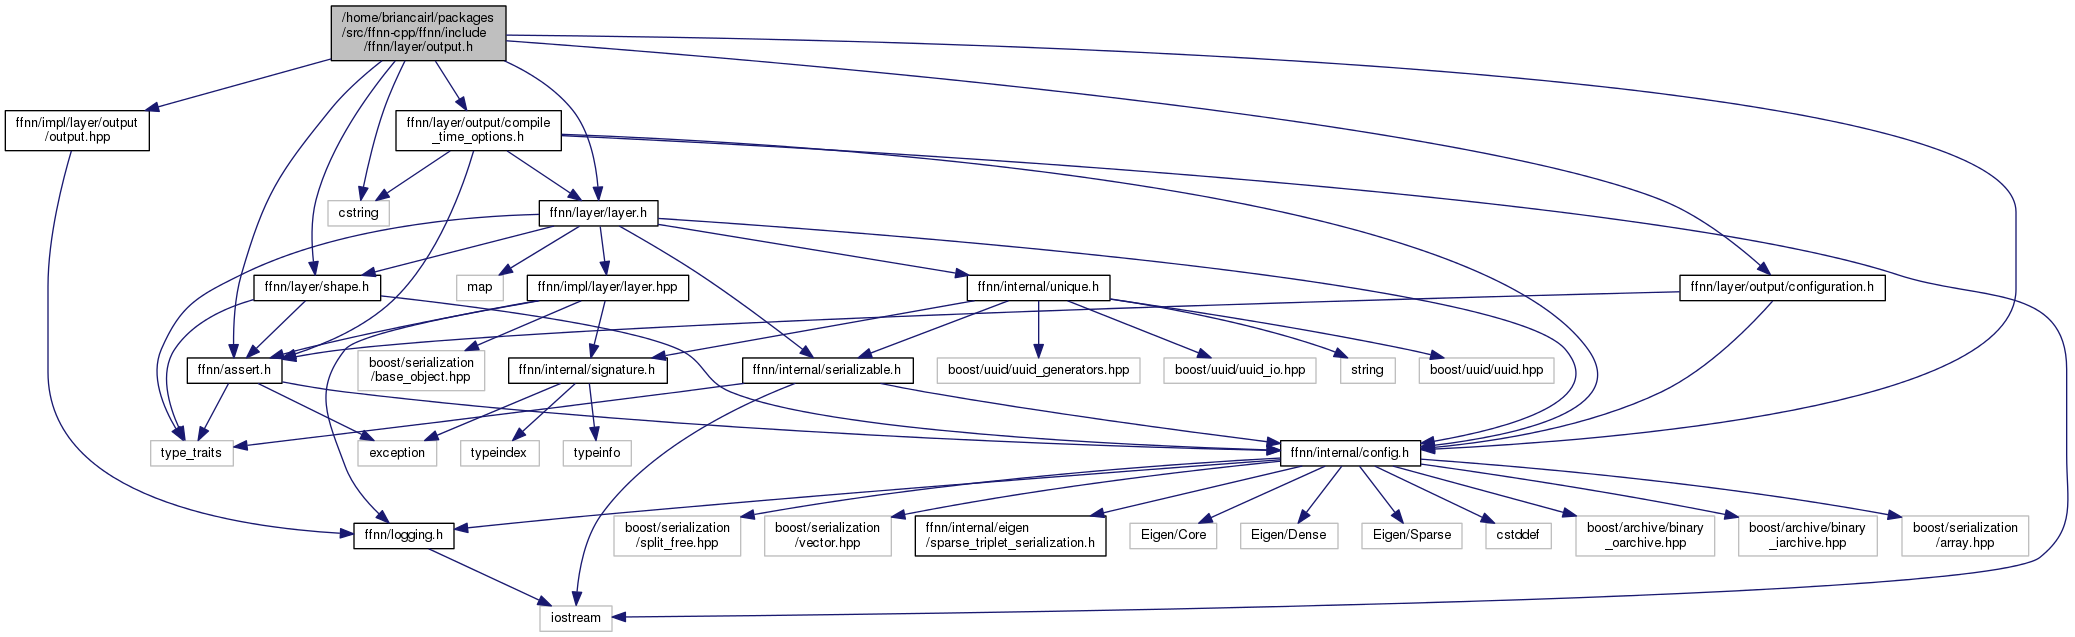 /home/briancairl/packages
/src/ffnn-cpp/ffnn/include
/ffnn/layer/output.h
ffnn/impl/layer/output
/output.hpp
ffnn/layer/output/compile
_time_options.h
cstring
ffnn/layer/layer.h
ffnn/layer/shape.h
map
ffnn/impl/layer/layer.hpp
ffnn/internal/unique.h
ffnn/layer/output/configuration.h
ffnn/assert.h
boost/serialization
/base_object.hpp
ffnn/internal/signature.h
ffnn/internal/serializable.h
boost/uuid/uuid_generators.hpp
boost/uuid/uuid_io.hpp
string
boost/uuid/uuid.hpp
type_traits
exception
typeindex
typeinfo
ffnn/internal/config.h
ffnn/logging.h
boost/serialization
/split_free.hpp
boost/serialization
/vector.hpp
ffnn/internal/eigen
/sparse_triplet_serialization.h
Eigen/Core
Eigen/Dense
Eigen/Sparse
cstddef
boost/archive/binary
_oarchive.hpp
boost/archive/binary
_iarchive.hpp
boost/serialization
/array.hpp
iostream